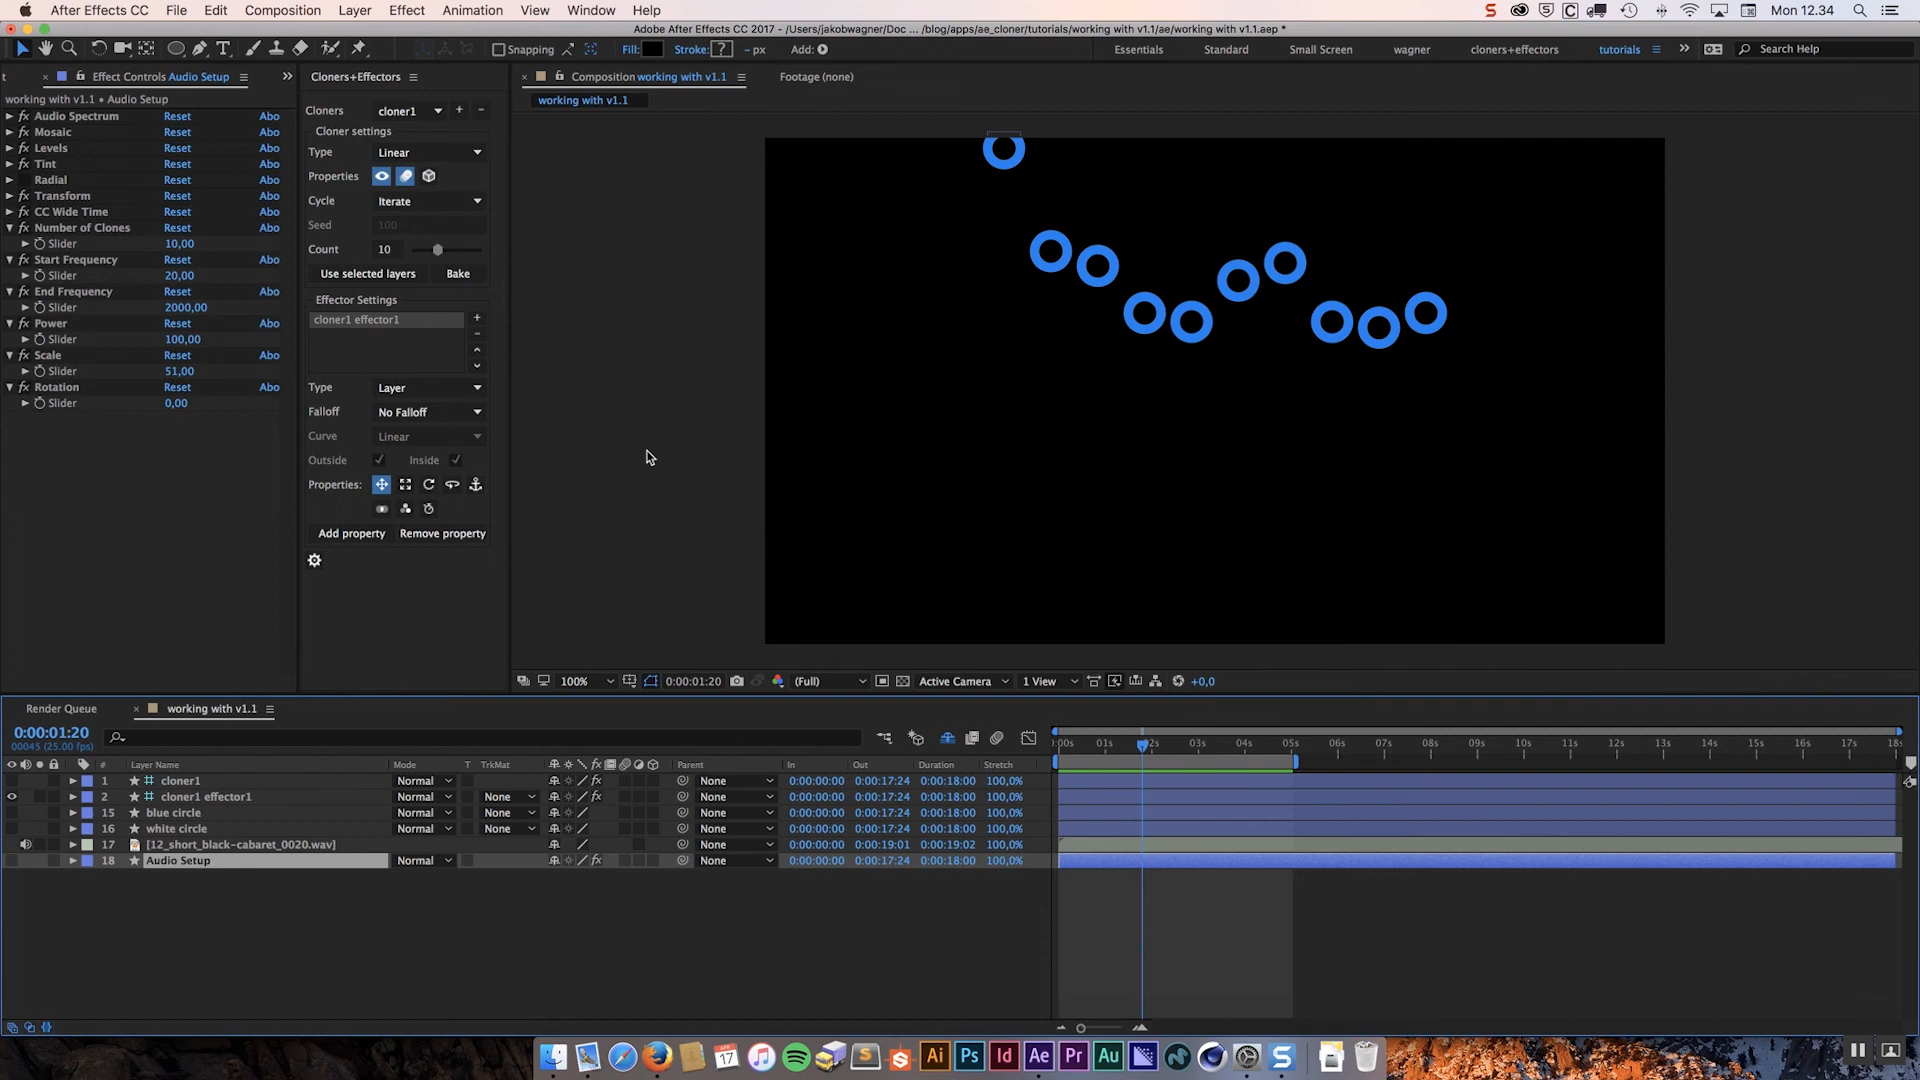 After Effects CC File Edit Composition Layer Effect Animation View Window Help Mon 12.34
Adobe After Effects CC 2017 - /Users/jakobwagner/Doc ... /blog/apps/ae_cloner/tutorials/working with v1.1/ae/working with v1.1.aep *
Snapping Fill: Stroke: ? - px Add: Essentials Standard Small Screen wagner cloners+effectors tutorials Search Help
t Effect Controls Audio Setup
working with v1.1 • Audio Setup
Audio Spectrum Reset Abo
Mosaic Reset Abo
Levels Reset Abo
Tint Reset Abo
Radial Reset Abo
Transform Reset Abo
CC Wide Time Reset Abo
Number of Clones Reset Abo
Slider 10,00
Start Frequency Reset Abo
Slider 20,00
End Frequency Reset Abo
Slider 2000,00
Power Reset Abo
Slider 100,00
Scale Reset Abo
Slider 51,00
Rotation Reset Abo
Slider 0,00
Cloners+Effectors
Cloners cloner1 + -
Cloner settings
Type Linear
Properties
Cycle Iterate
Seed 100
Count 10
Use selected layers Bake
Effector Settings
cloner1 effector1
Type Layer
Falloff No Falloff
Curve Linear
Outside Inside
Properties:
Add property Remove property
Composition working with v1.1 Footage (none)
working with v1.1
100% 0:00:01:20 (Full) Active Camera 1 View +0,0
Render Queue working with v1.1
0:00:01:20
00045 (25.00 fps)
:00s 01s 02s 03s 04s 05s 06s 07s 08s 09s 10s 11s 12s 13s 14s 15s 16s 17s 18s
# Layer Name Mode T TrkMat Parent In Out Duration Stretch
1 cloner1 Normal None 0:00:00:00 0:00:17:24 0:00:18:00 100,0%
2 cloner1 effector1 Normal None None 0:00:00:00 0:00:17:24 0:00:18:00 100,0%
15 blue circle Normal None None 0:00:00:00 0:00:17:24 0:00:18:00 100,0%
16 white circle Normal None None 0:00:00:00 0:00:17:24 0:00:18:00 100,0%
17 [12_short_black-cabaret_0020.wav] None 0:00:00:00 0:00:19:01 0:00:19:02 100,0%
18 Audio Setup Normal None 0:00:00:00 0:00:17:24 0:00:18:00 100,0%
APR 17 Ai Ps Id Ae Pr Au S